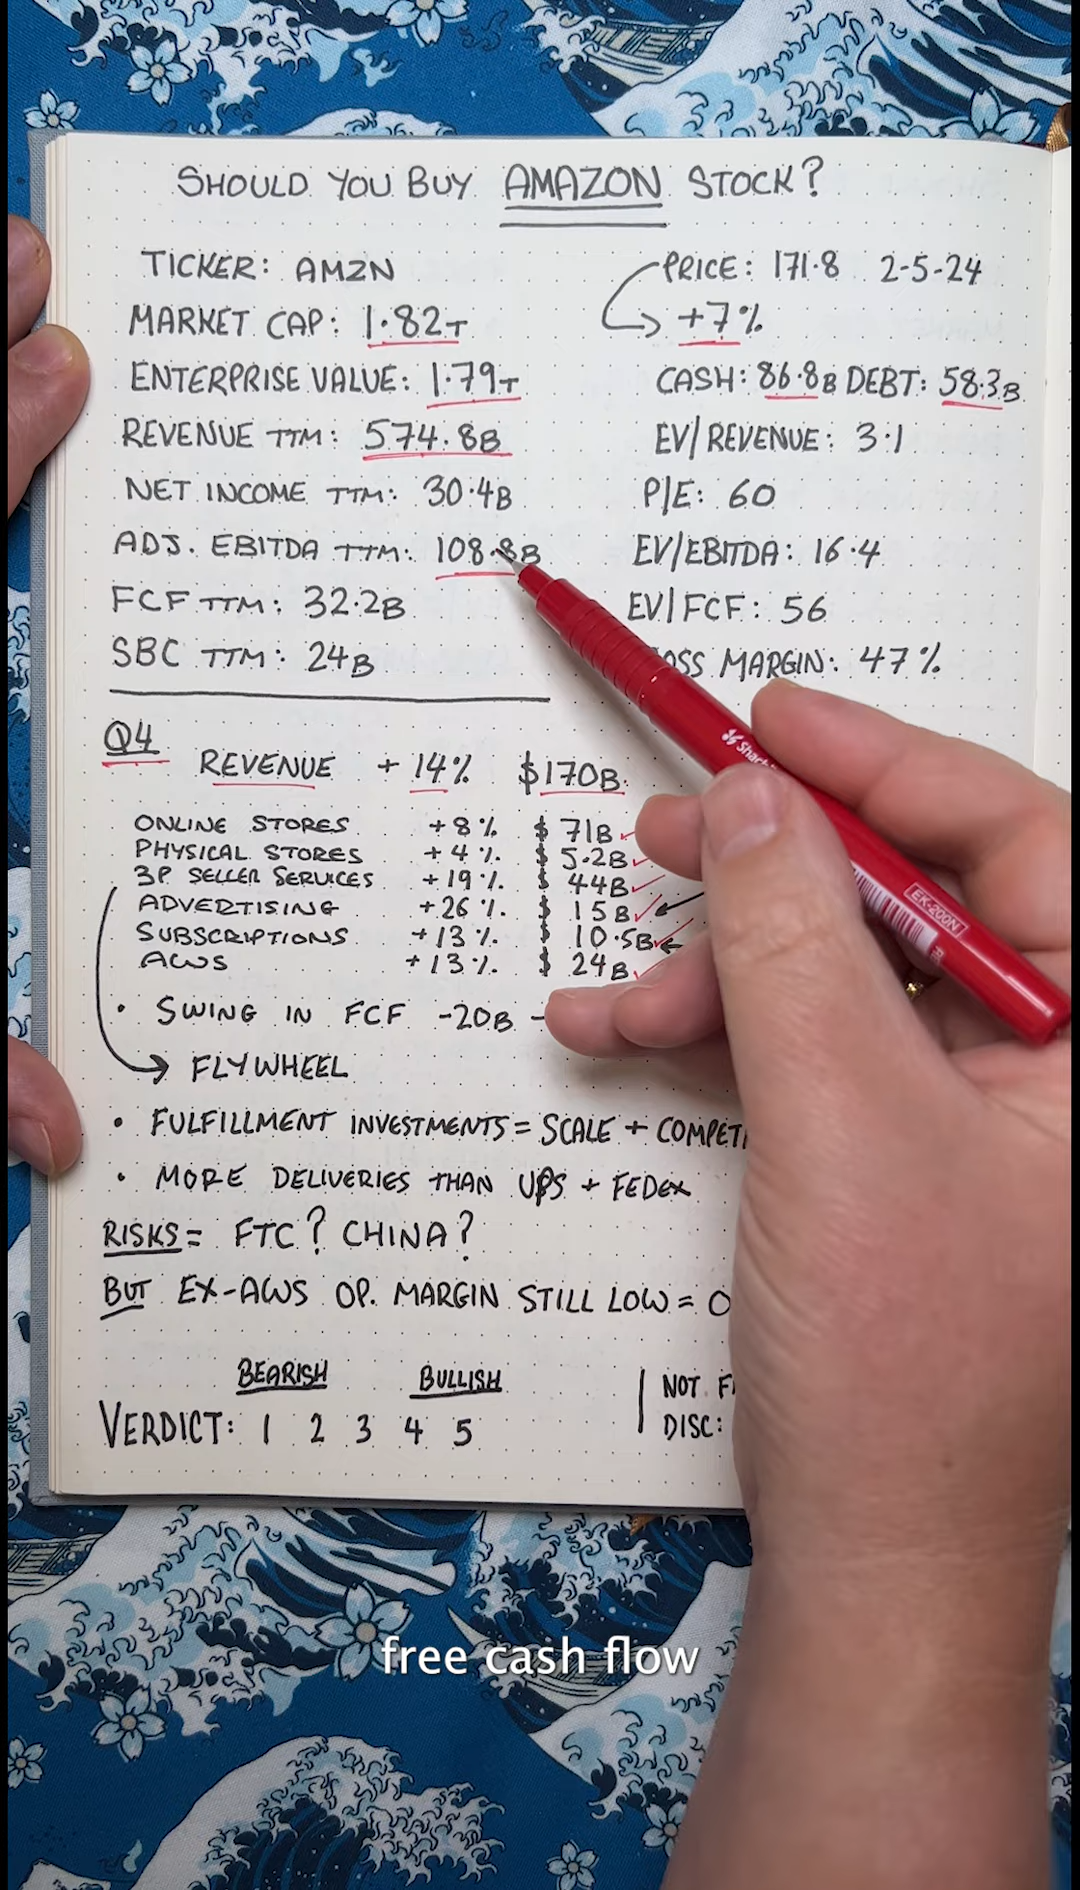 SHOULD YOU BUY AMAZON STOCK?
TICKER: AMZN
MARKET CAP: 1.82T
ENTERPRISE VALUE: 1.79T
REVENUE TTM: 574.8B
NET INCOME TTM: 30.4B
ADJ. EBITDA TTM: 108.8B
FCF TTM: 32.2B
SBC TTM: 24B
PRICE: 171.8 2-5-24
+7%
CASH: 86.8B DEBT: 58.3B
EV/REVENUE: 3.1
P/E: 60
EV/EBITDA: 16.4
EV/FCF: 56
OSS MARGIN: 47%
Q4
REVENUE +14% $170B
ONLINE STORES +8% $71B
PHYSICAL STORES +4% $5.2B
3P SELLER SERVICES +19% $44B
ADVERTISING +26% $15B
SUBSCRIPTIONS +13% $10.5B
AWS +13% $24B
• SWING IN FCF -20B
FLYWHEEL
• FULFILLMENT INVESTMENTS = SCALE + COMPETI
• MORE DELIVERIES THAN UPS + FEDEX
RISKS = FTC? CHINA?
BUT EX-AWS OP. MARGIN STILL LOW = O
BEARISH BULLISH
VERDICT: 1 2 3 4 5
NOT F
DISC:
EK-200N
free cash flow